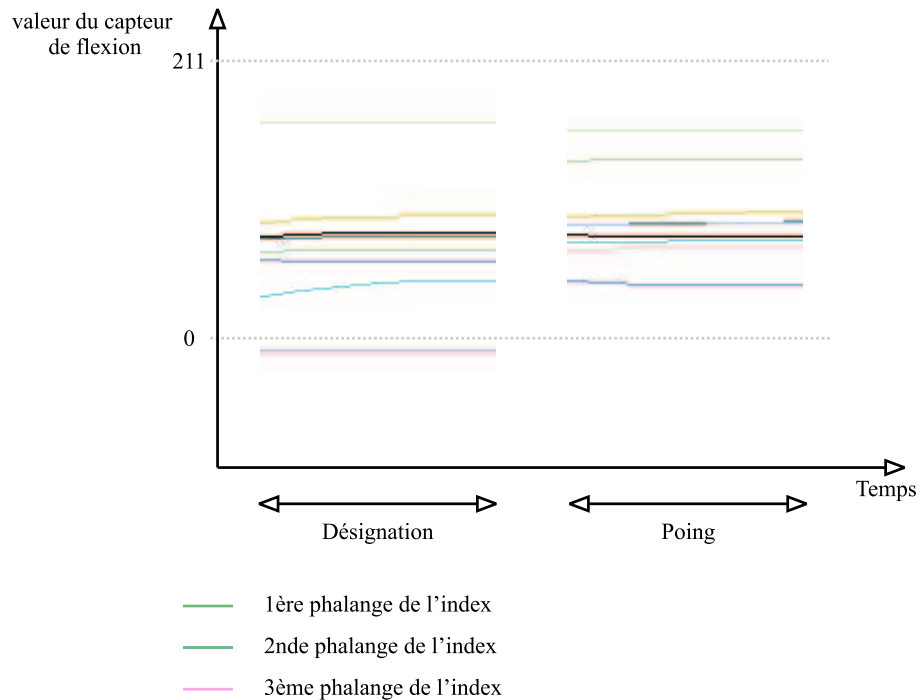 valeur du capteur
de flexion
211
0
Temps
Désignation
Poing
1ère phalange de l’index
2nde phalange de l’index
3ème phalange de l’index